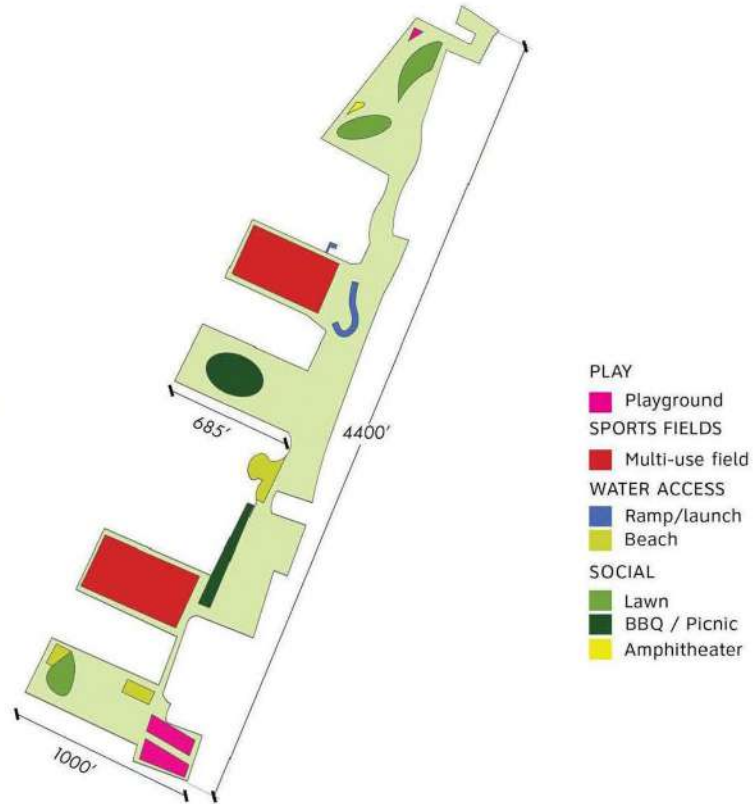 685'
4400'
1000'
PLAY
Playground
SPORTS FIELDS
Multi-use field
WATER ACCESS
Ramp/launch
Beach
SOCIAL
Lawn
BBQ / Picnic
Amphitheater